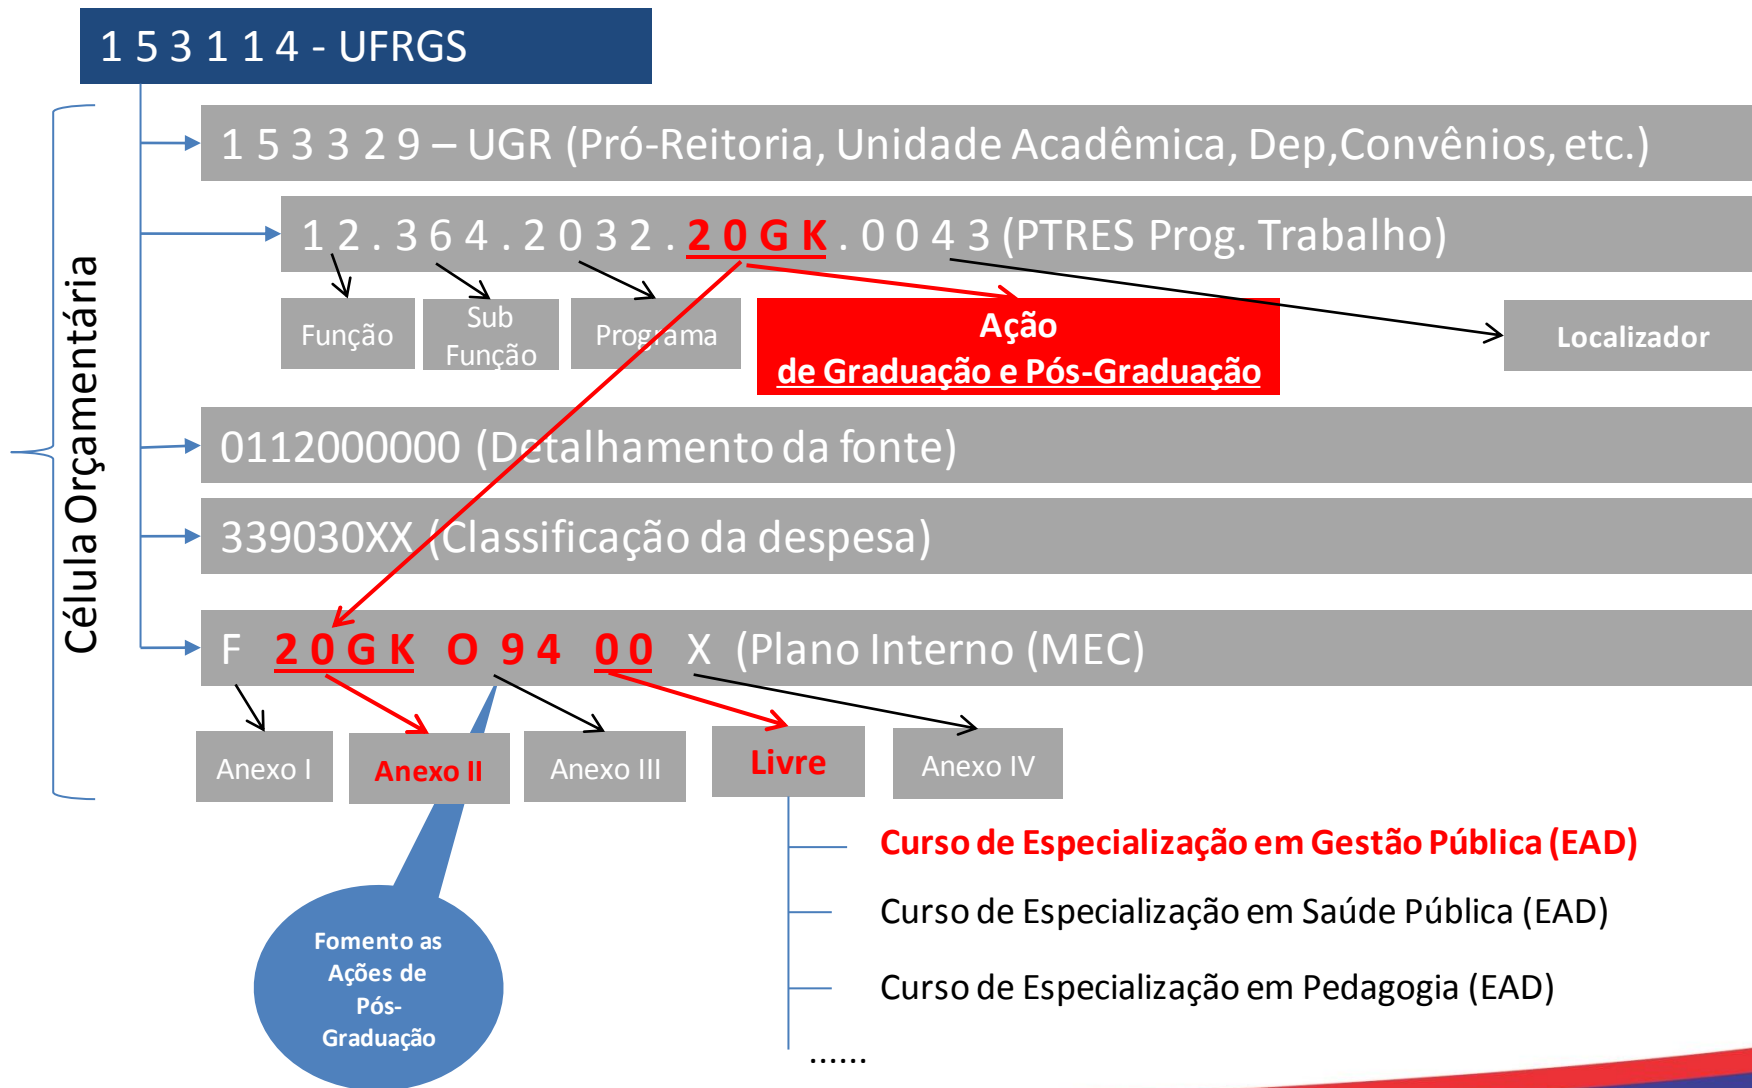 1 5 3 1 1 4 - UFRGS
1 5 3 3 2 9 – UGR (Pró-Reitoria, Unidade Acadêmica, Dep,Convênios, etc.)
1 2 . 3 6 4 . 2 0 3 2 . 2 0 G K . 0 0 4 3 (PTRES Prog. Trabalho)
Função
Sub
Função
Programa
Ação
de Graduação e Pós-Graduação
Localizador
Célula Orçamentária
0112000000 (Detalhamento da fonte)
339030XX (Classificação da despesa)
F 2 0 G K O 9 4 0 0 X (Plano Interno (MEC)
Anexo I
Anexo II
Anexo III
Livre
Anexo IV
Curso de Especialização em Gestão Pública (EAD)
Curso de Especialização em Saúde Pública (EAD)
Curso de Especialização em Pedagogia (EAD)
......
Fomento as
Ações de
Pós-
Graduação